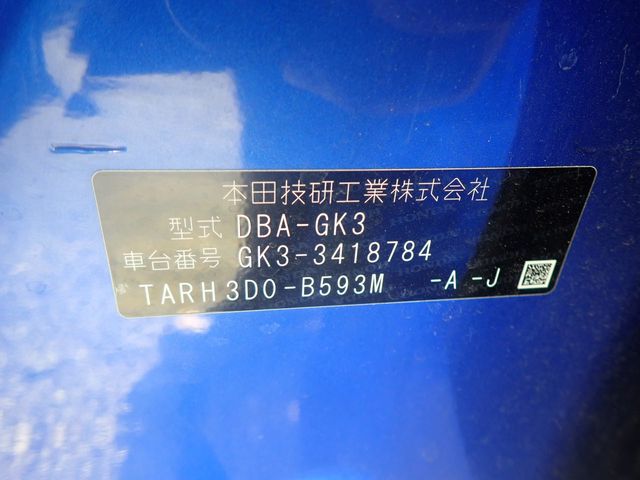 本田技研工業株式会社
型式 DBA-GK3
車台番号 GK3-3418784
TARH3D0-B593M -A -J